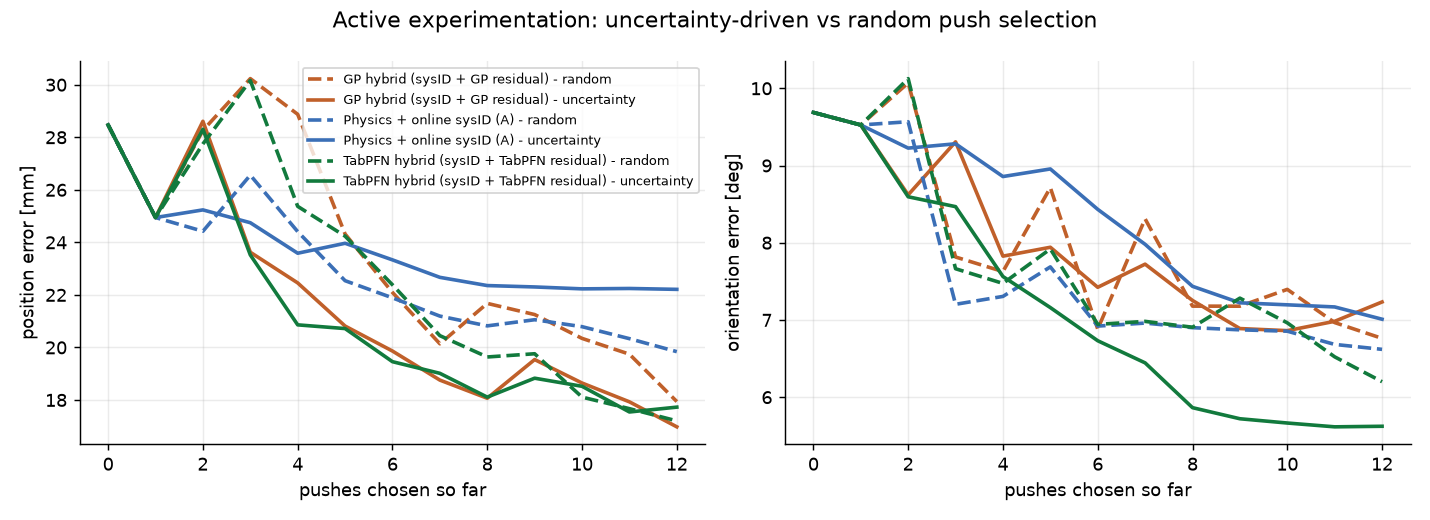 Active experimentation: uncertainty-driven vs random push selection
position error [mm]
30
28
26
24
22
20
18
0 2 4 6 8 10 12
pushes chosen so far
GP hybrid (sysID + GP residual) - random
GP hybrid (sysID + GP residual) - uncertainty
Physics + online sysID (A) - random
Physics + online sysID (A) - uncertainty
TabPFN hybrid (sysID + TabPFN residual) - random
TabPFN hybrid (sysID + TabPFN residual) - uncertainty
orientation error [deg]
10
9
8
7
6
0 2 4 6 8 10 12
pushes chosen so far